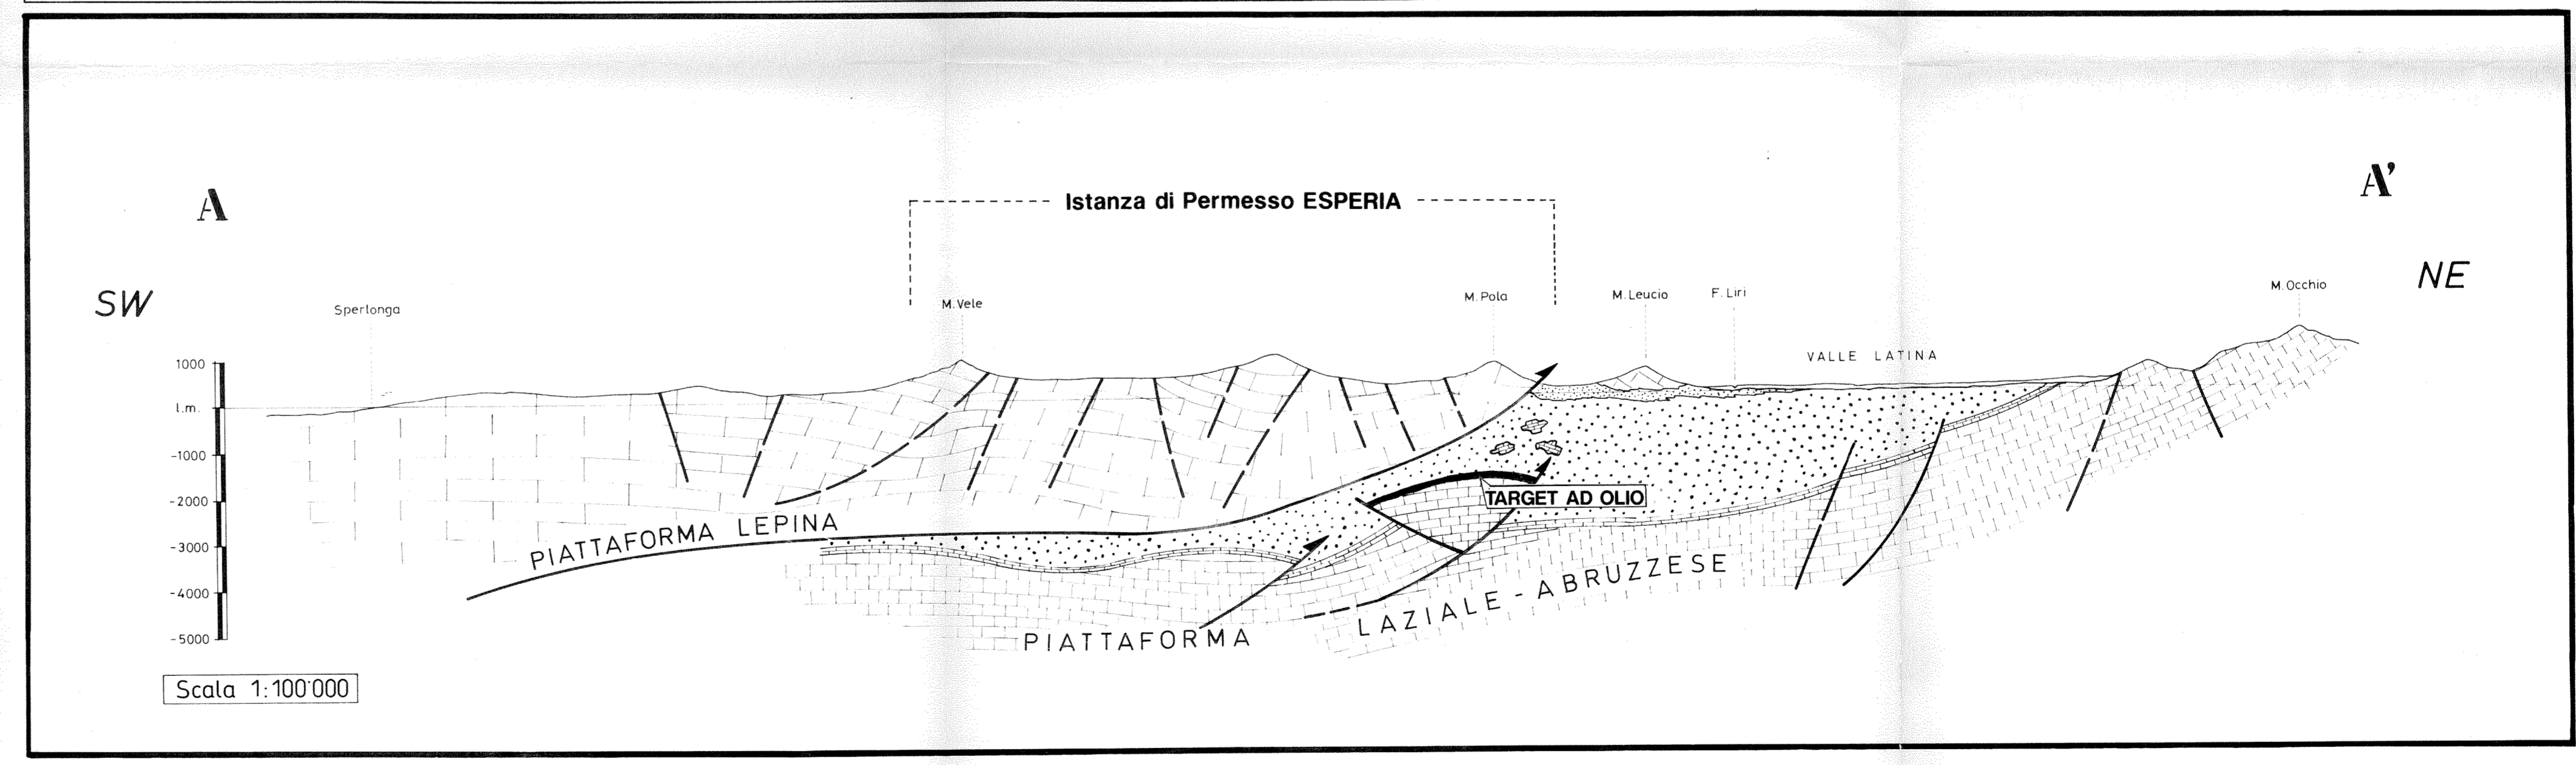 A
A'
Istanza di Permesso ESPERIA
SW
NE
Sperlonga
M. Vele
M. Pola
M. Leucio
F. Liri
M. Occhio
VALLE LATINA
1000
l.m.
-1000
-2000
-3000
-4000
-5000
TARGET AD OLIO
PIATTAFORMA LEPINA
PIATTAFORMA LAZIALE - ABRUZZESE
Scala 1:100'000